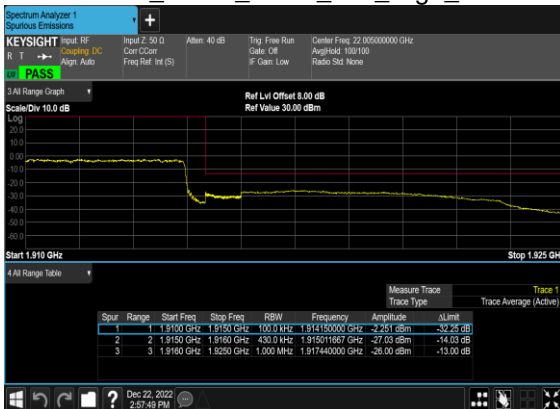 Spectrum Analyzer 1
Spurious Emissions
KEYSIGHT Input: RF Input Z: 50 Ω Atten: 40 dB Trig: Free Run Center Freq: 22.005000000 GHz
R T Coupling: DC Corr CCorr Gate: Off Avg|Hold: 100/100
Align: Auto Freq Ref: Int (S) IF Gain: Low Radio Std: None
PASS
3 All Range Graph
Ref Lvl Offset 8.00 dB
Scale/Div 10.0 dB Ref Value 30.00 dBm
Log
20.0
10.0
0.00
-10.0
-20.0
-30.0
-40.0
-50.0
-60.0
Start 1.910 GHz Stop 1.925 GH
4 All Range Table
Measure Trace Trace 1
Trace Type Trace Average (Active)
Spur Range Start Freq Stop Freq RBW Frequency Amplitude ΔLimit
1 1 1.9100 GHz 1.9150 GHz 100.0 kHz 1.914150000 GHz -2.251 dBm -32.25 dB
2 2 1.9150 GHz 1.9160 GHz 430.0 kHz 1.915011667 GHz -27.03 dBm -14.03 dB
3 3 1.9160 GHz 1.9250 GHz 1.000 MHz 1.917440000 GHz -26.00 dBm -13.00 dB
Dec 22, 2022
2:57:49 PM